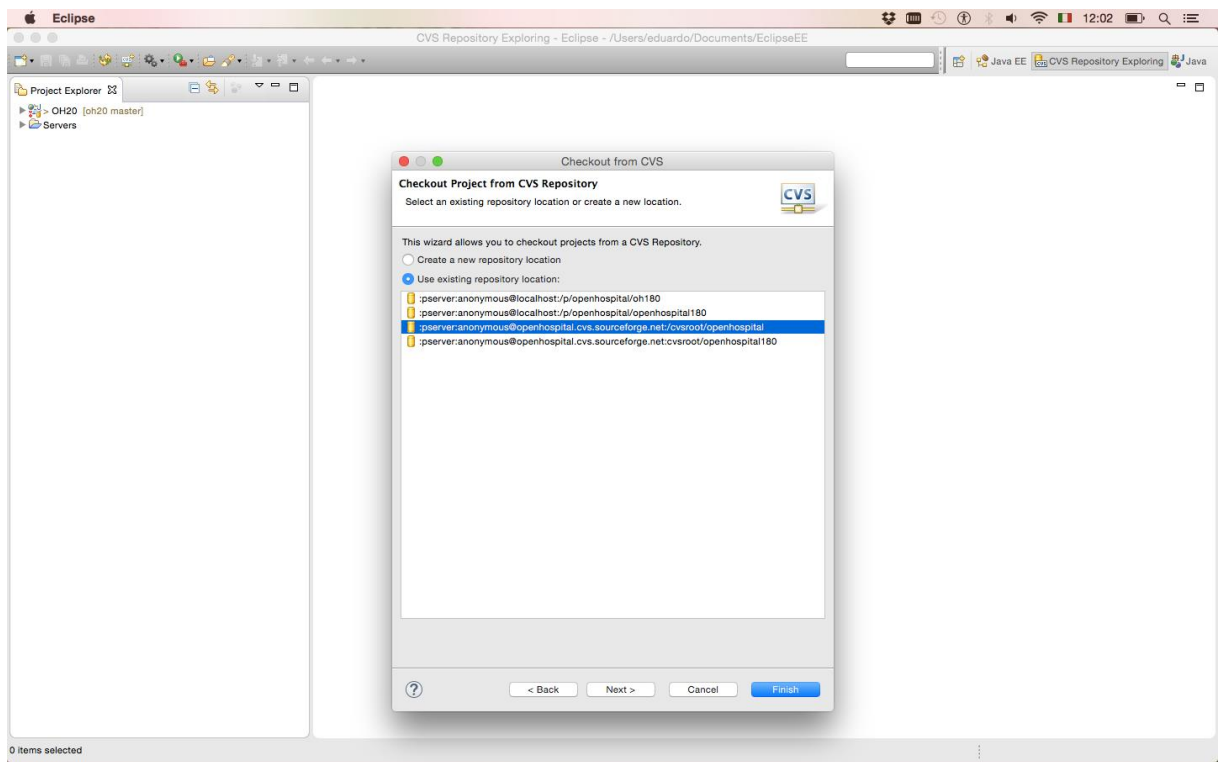 Eclipse 12:02
CVS Repository Exploring - Eclipse - /Users/eduardo/Documents/EclipseEE
Java EE CVS Repository Exploring Java
Project Explorer
> OH20 [oh20 master]
Servers
Checkout from CVS
Checkout Project from CVS Repository
Select an existing repository location or create a new location.
CVS
This wizard allows you to checkout projects from a CVS Repository.
Create a new repository location
Use existing repository location:
:pserver:anonymous@localhost:/p/openhospital/oh180
:pserver:anonymous@localhost:/p/openhospital/openhospital180
:pserver:anonymous@openhospital.cvs.sourceforge.net:/cvsroot/openhospital
:pserver:anonymous@openhospital.cvs.sourceforge.net:cvsroot/openhospital180
? < Back Next > Cancel Finish
0 items selected